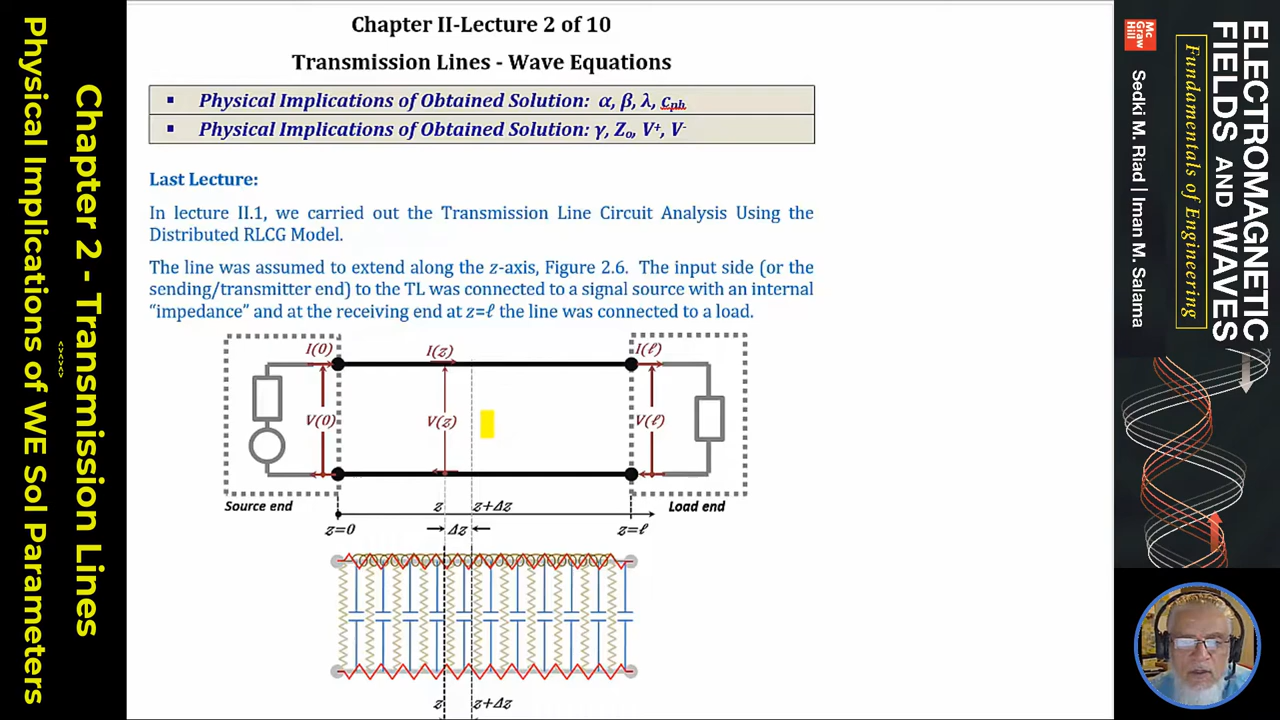 Chapter 2 - Transmission Lines
<><><>
Physical Implications of WE Sol Parameters
Chapter II-Lecture 2 of 10
Transmission Lines - Wave Equations
▪ Physical Implications of Obtained Solution: α, β, λ, cph
▪ Physical Implications of Obtained Solution: γ, Zo, V+, V-
Last Lecture:
In lecture II.1, we carried out the Transmission Line Circuit Analysis Using the
Distributed RLCG Model.
The line was assumed to extend along the z-axis, Figure 2.6. The input side (or the
sending/transmitter end) to the TL was connected to a signal source with an internal
“impedance” and at the receiving end at z=ℓ the line was connected to a load.
I(0) I(z) I(ℓ)
V(0) V(z) V(ℓ)
Source end z z+Δz Load end
z=0 Δz z=ℓ
z z+Δz
ELECTROMAGNETIC
FIELDS AND WAVES
Fundamentals of Engineering
Mc
Graw
Hill
Sedki M. Riad | Iman M. Salama